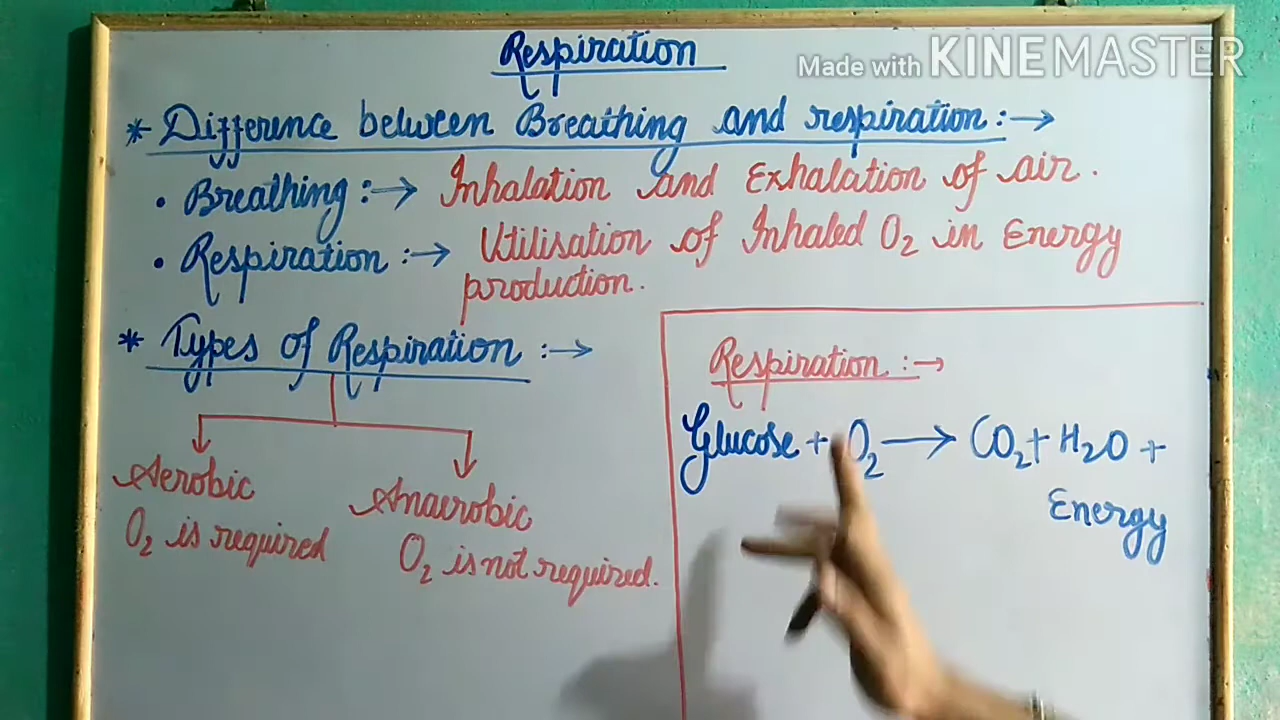 Respiration
Made with KINEMASTER
* Difference between Breathing and respiration :→
• Breathing :→ Inhalation and Exhalation of air.
• Respiration :→ Utilisation of Inhaled O₂ in Energy
production.
* Types of Respiration :→
Aerobic
O₂ is required
Anaerobic
O₂ is not required.
Respiration :→
Glucose + O₂ → CO₂ + H₂O +
Energy